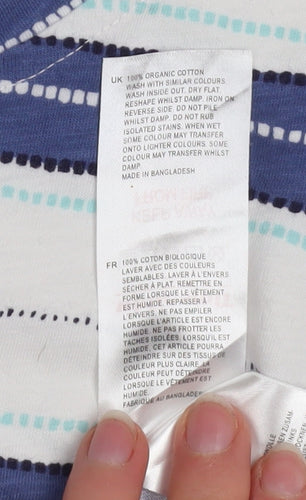 UK 100% ORGANIC COTTON
WASH WITH SIMILAR COLOURS
WASH INSIDE OUT. DRY FLAT.
RESHAPE WHILST DAMP. IRON ON
REVERSE SIDE. DO NOT PILE
WHILST DAMP. DO NOT RUB
ISOLATED STAINS. WHEN WET
SOME COLOUR MAY TRANSFER
ONTO LIGHTER COLOURS. SOME
COLOUR MAY TRANSFER WHILST
DAMP.
MADE IN BANGLADESH
FR 100% COTON BIOLOGIQUE
LAVER AVEC DES COULEURS
SEMBLABLES. LAVER À L'ENVERS
SÉCHER À PLAT. REMETTRE EN
FORME LORSQUE LE VÊTEMENT
EST HUMIDE. REPASSER À
L'ENVERS. NE PAS EMPILER
LORSQUE L'ARTICLE EST ENCORE
HUMIDE. NE PAS FROTTER LES
TACHES ISOLÉES. LORSQU'IL EST
HUMIDE, CET ARTICLE POURRA
DÉTEINDRE SUR DES TISSUS DE
COULEUR PLUS CLAIRE. LA
COULEUR PEUT DÉTEINDRE
LORSQUE LE VÊTEMENT EST
HUMIDE.
FABRIQUÉ AU BANGLADESH